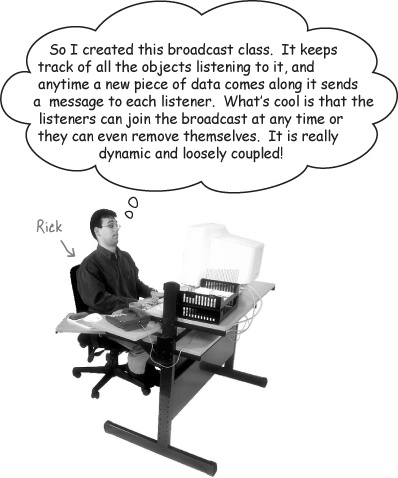 So I created this broadcast class. It keeps
track of all the objects listening to it, and
anytime a new piece of data comes along it sends
a message to each listener. What's cool is that the
listeners can join the broadcast at any time or
they can even remove themselves. It is really
dynamic and loosely coupled!
Rick